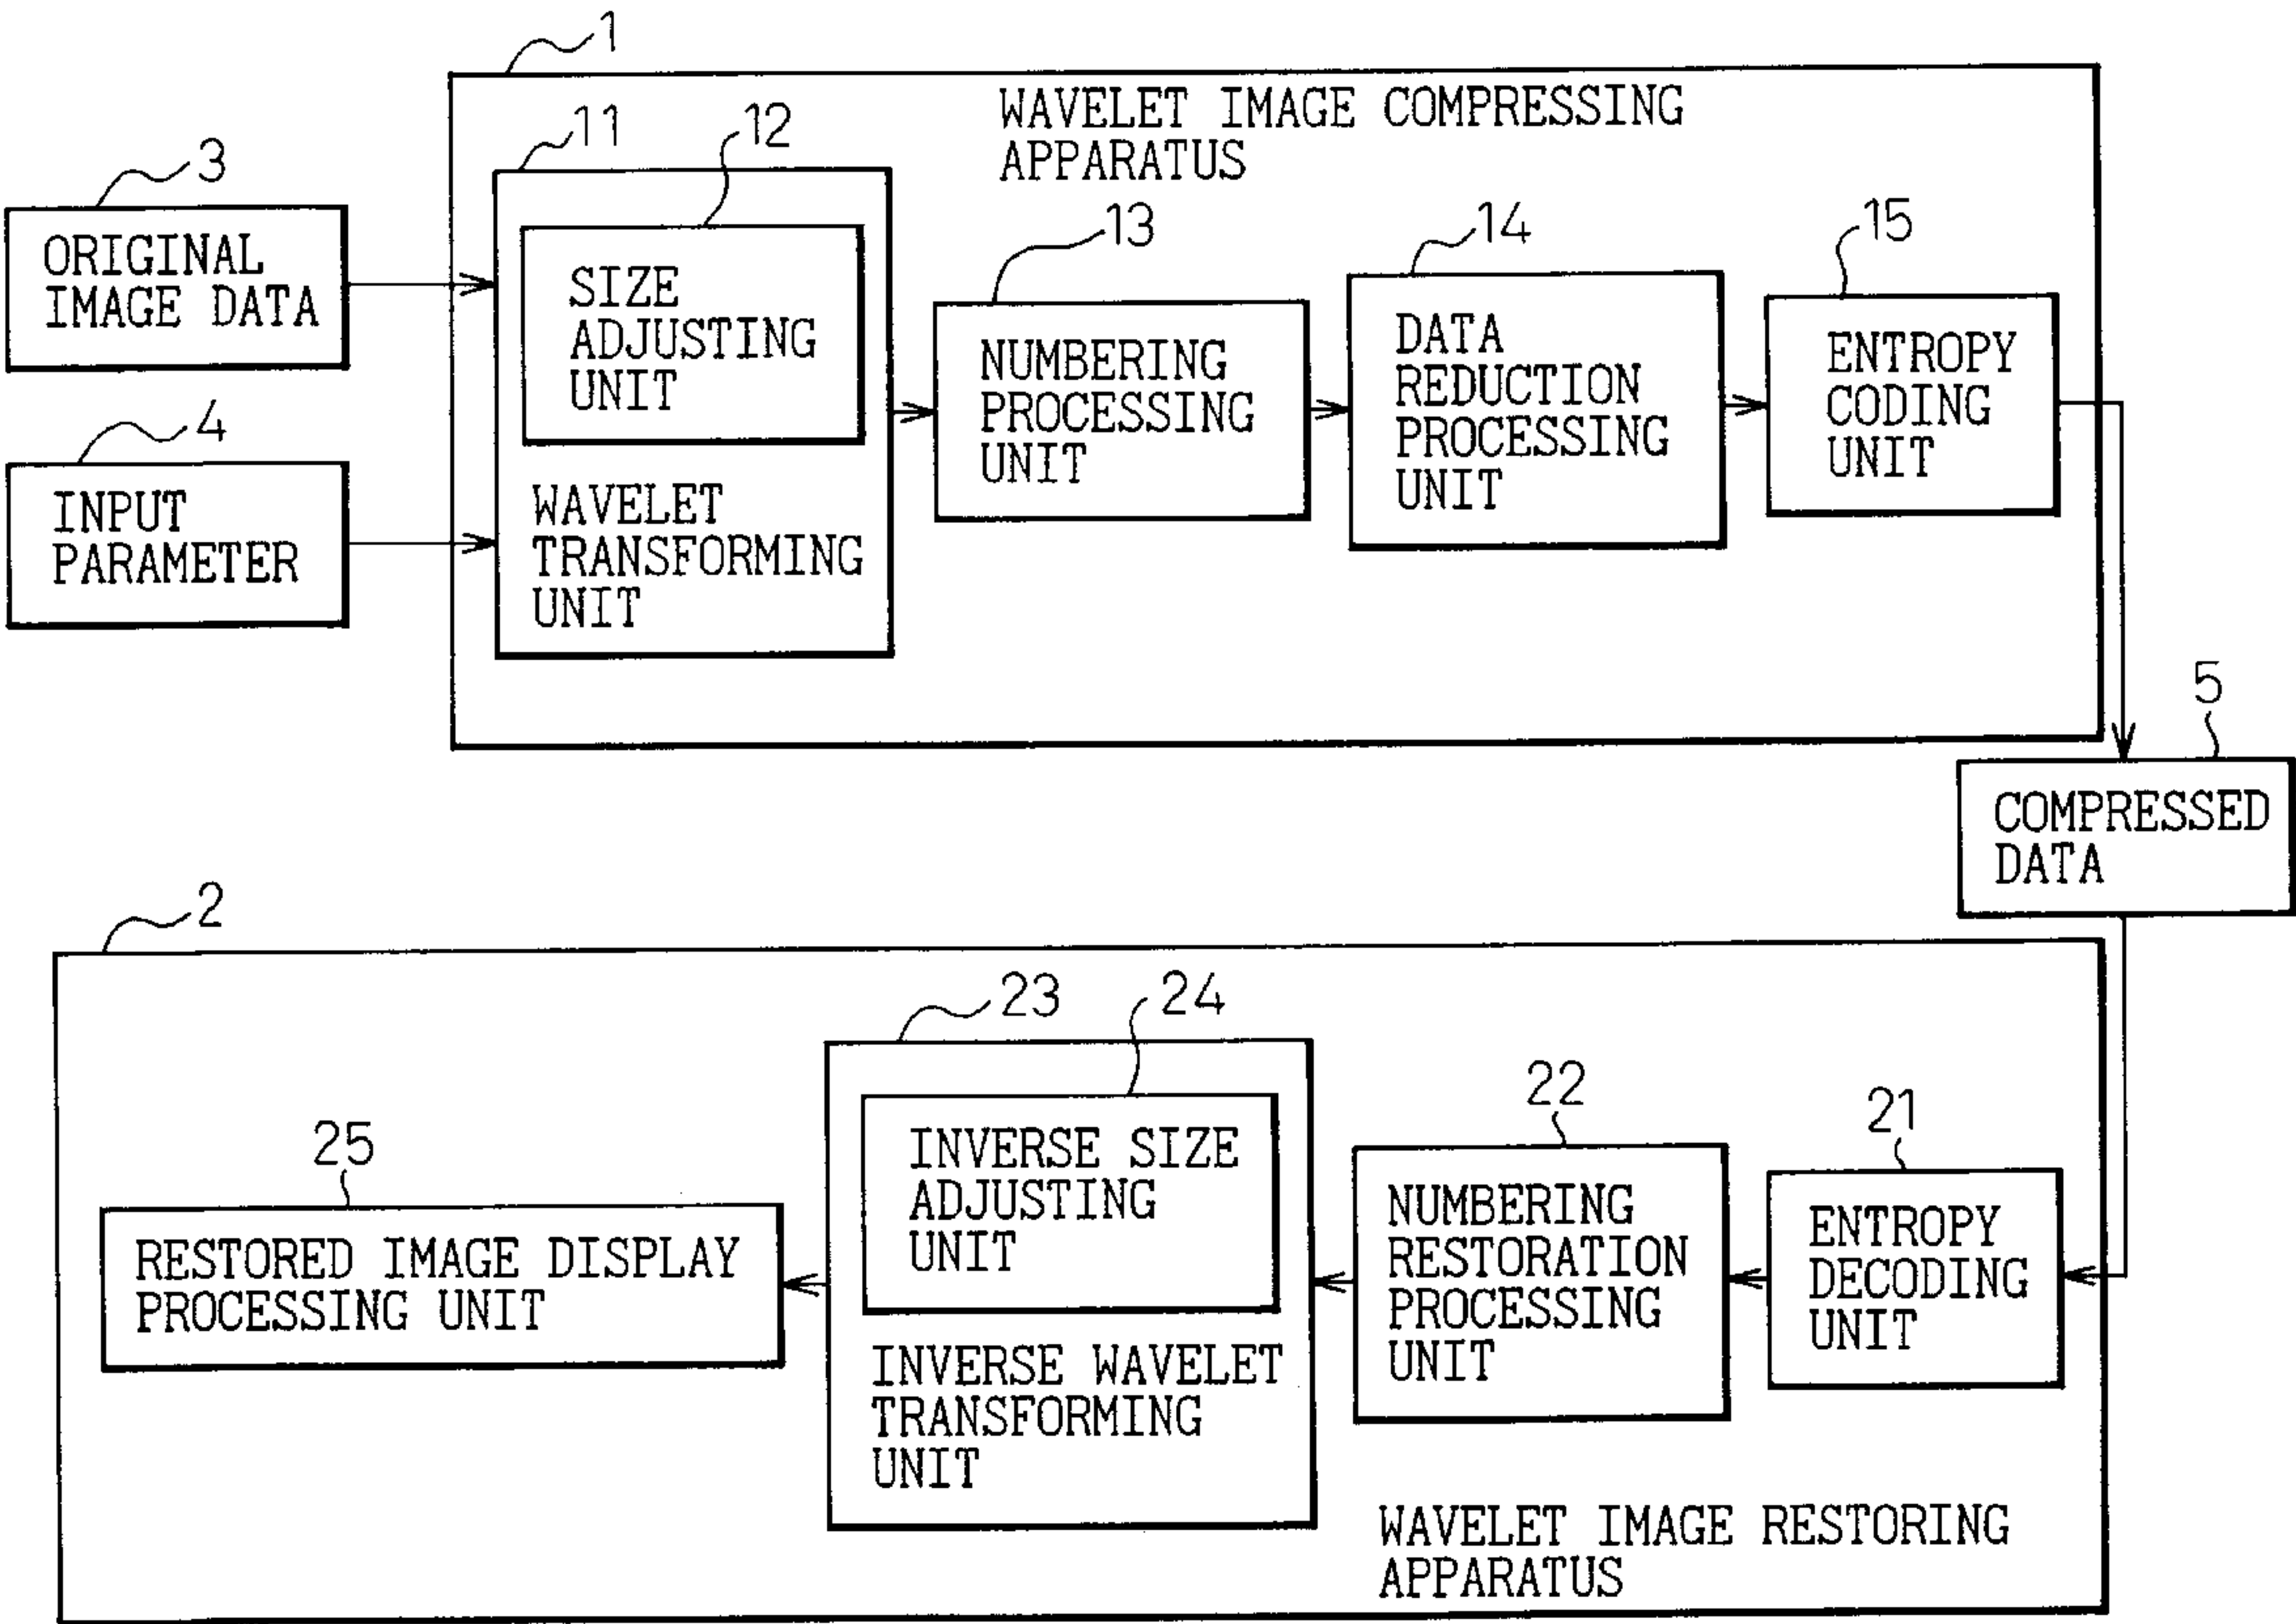 1
WAVELET IMAGE COMPRESSING
APPARATUS
11
12
3
ORIGINAL
IMAGE DATA
SIZE
ADJUSTING
UNIT
4
INPUT
PARAMETER
WAVELET
TRANSFORMING
UNIT
13
NUMBERING
PROCESSING
UNIT
14
DATA
REDUCTION
PROCESSING
UNIT
15
ENTROPY
CODING
UNIT
5
COMPRESSED
DATA
2
21
ENTROPY
DECODING
UNIT
22
NUMBERING
RESTORATION
PROCESSING
UNIT
23
24
INVERSE SIZE
ADJUSTING
UNIT
INVERSE WAVELET
TRANSFORMING
UNIT
25
RESTORED IMAGE DISPLAY
PROCESSING UNIT
WAVELET IMAGE RESTORING
APPARATUS